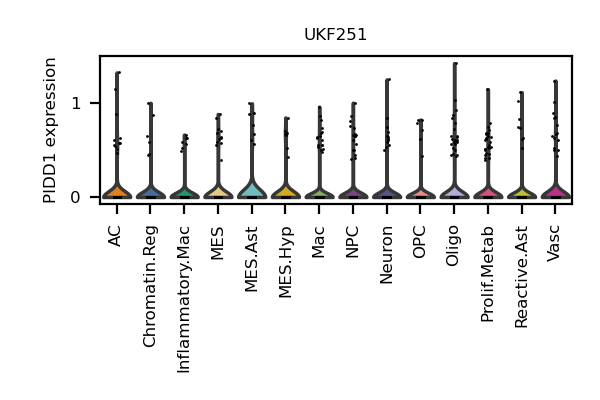 UKF251
PIDD1 expression
1
0
AC
Chromatin.Reg
Inflammatory.Mac
MES
MES.Ast
MES.Hyp
Mac
NPC
Neuron
OPC
Oligo
Prolif.Metab
Reactive.Ast
Vasc